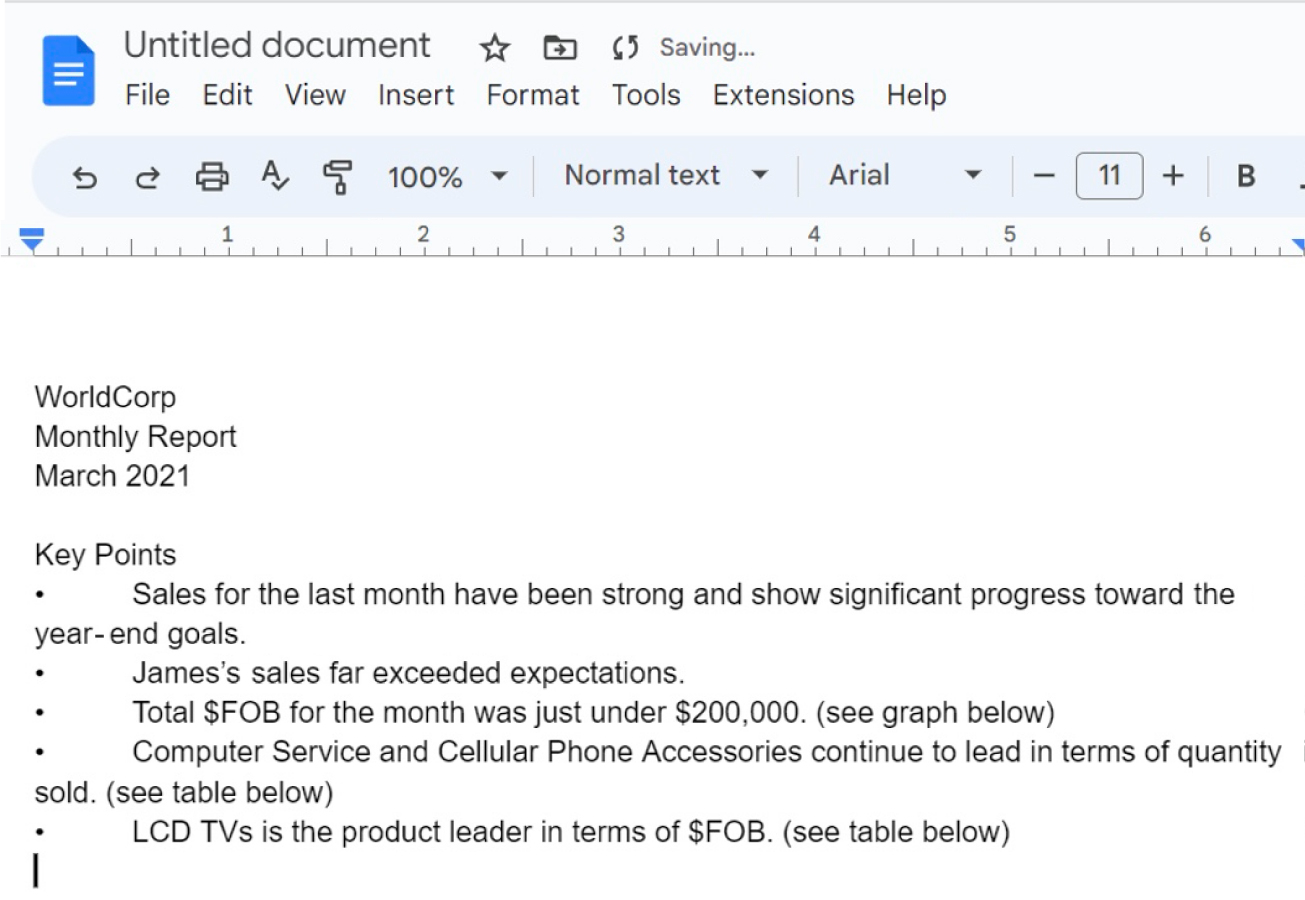 Untitled document Saving...
File Edit View Insert Format Tools Extensions Help
100% Normal text Arial − 11 + B
1 2 3 4 5 6
WorldCorp
Monthly Report
March 2021
Key Points
• Sales for the last month have been strong and show significant progress toward the
year-end goals.
• James’s sales far exceeded expectations.
• Total $FOB for the month was just under $200,000. (see graph below)
• Computer Service and Cellular Phone Accessories continue to lead in terms of quantity
sold. (see table below)
• LCD TVs is the product leader in terms of $FOB. (see table below)